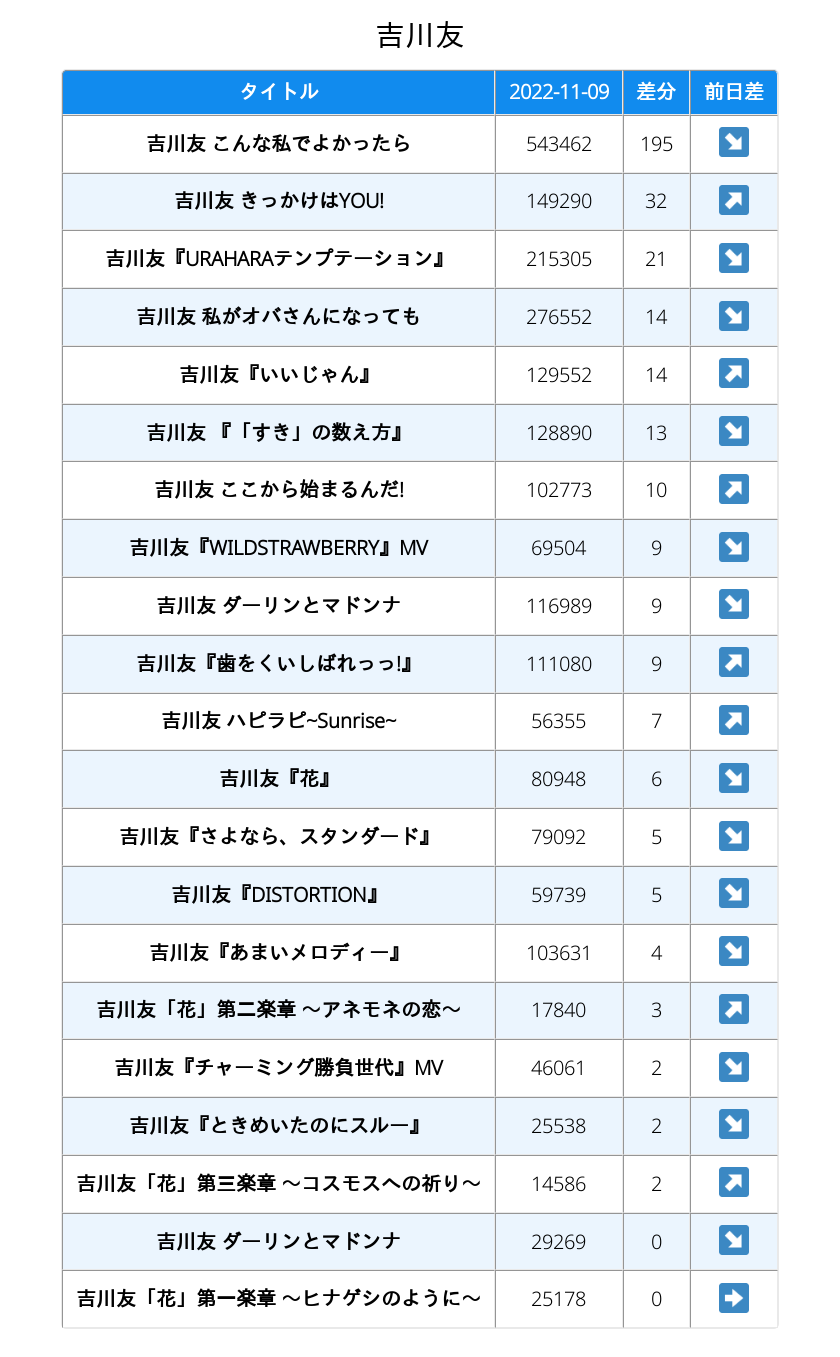 吉川友
タイトル 2022-11-09 差分 前日差
吉川友 こんな私でよかったら 543462 195
吉川友 きっかけはYOU! 149290 32
吉川友『URAHARAテンプテーション』 215305 21
吉川友 私がオバさんになっても 276552 14
吉川友『いいじゃん』 129552 14
吉川友 『「すき」の数え方』 128890 13
吉川友 ここから始まるんだ! 102773 10
吉川友『WILDSTRAWBERRY』MV 69504 9
吉川友 ダーリンとマドンナ 116989 9
吉川友『歯をくいしばれっっ!』 111080 9
吉川友 ハピラピ~Sunrise~ 56355 7
吉川友『花』 80948 6
吉川友『さよなら、スタンダード』 79092 5
吉川友『DISTORTION』 59739 5
吉川友『あまいメロディー』 103631 4
吉川友「花」第二楽章 〜アネモネの恋〜 17840 3
吉川友『チャーミング勝負世代』MV 46061 2
吉川友『ときめいたのにスルー』 25538 2
吉川友「花」第三楽章 〜コスモスへの祈り〜 14586 2
吉川友 ダーリンとマドンナ 29269 0
吉川友「花」第一楽章 〜ヒナゲシのように〜 25178 0